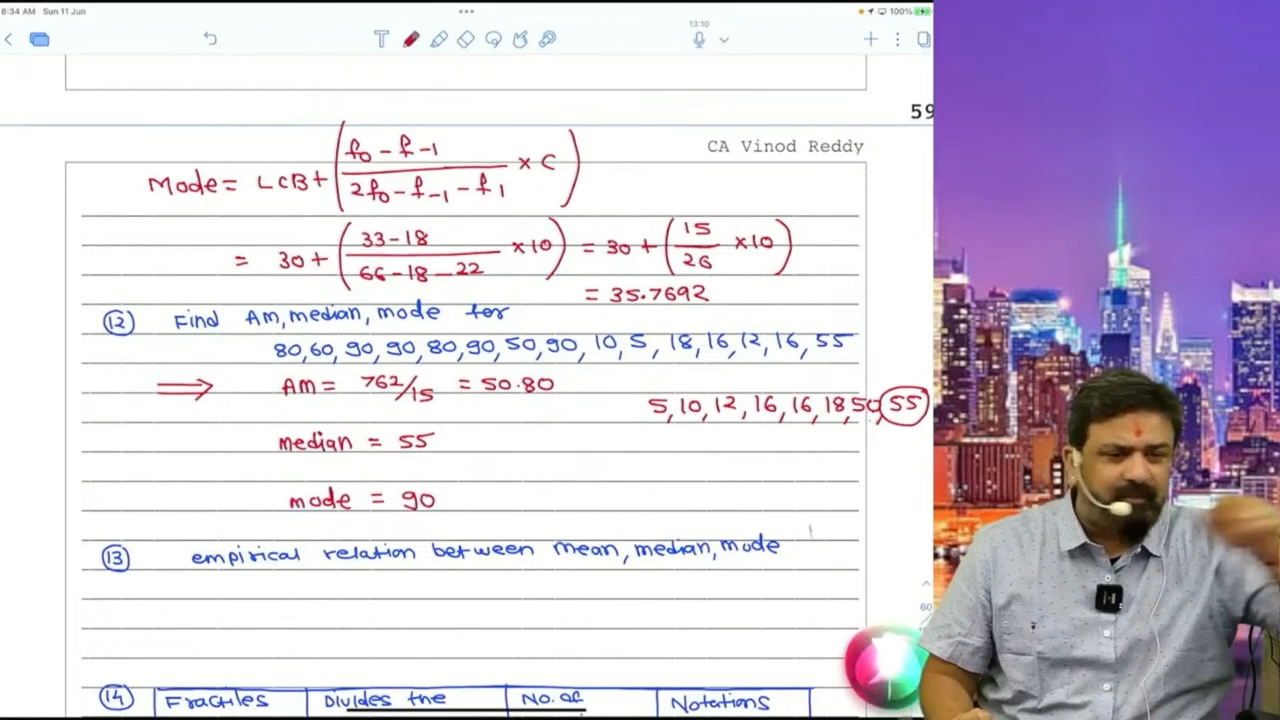 8:34 AM Sun 11 Jun
100%
13:10
59
CA Vinod Reddy
Mode = LCB + ( f0 - f-1 / 2f0 - f-1 - f1 × C )
= 30 + ( 33-18 / 66-18-22 × 10 ) = 30 + ( 15 / 26 × 10 )
= 35.7692
(12) Find AM, median, mode for
80, 60, 90, 90, 80, 90, 50, 90, 10, 5, 18, 16, 12, 16, 55
⟹ AM = 762/15 = 50.80
5, 10, 12, 16, 16, 18, 50, 55
median = 55
mode = 90
(13) empirical relation between mean, median, mode
60
(14) Fractiles Divides the No. of Notations